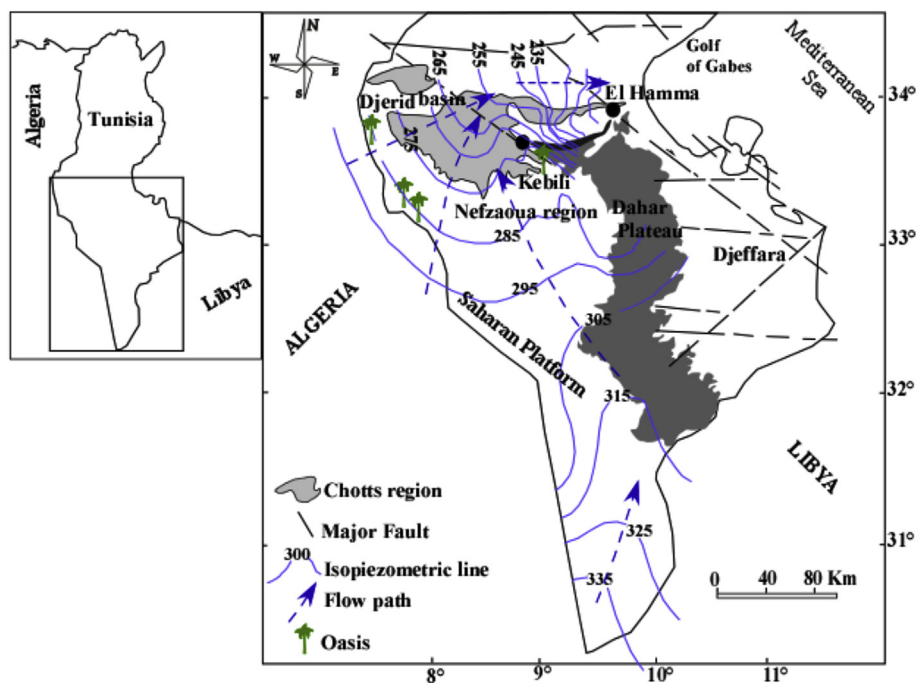 Algeria
Tunisia
Libya
N
W
E
S
265
255
245
235
Golf
of Gabes
Mediterranean
Sea
El Hamma
34°
Djerid basin
275
Kebili
Nefzaoua region
Dahar
Plateau
Djeffara
285
33°
295
ALGERIA
Saharan Platform
305
315
32°
LIBYA
325
335
31°
Chotts region
Major Fault
300
Isopiezometric line
Flow path
Oasis
0 40 80 Km
8° 9° 10° 11°